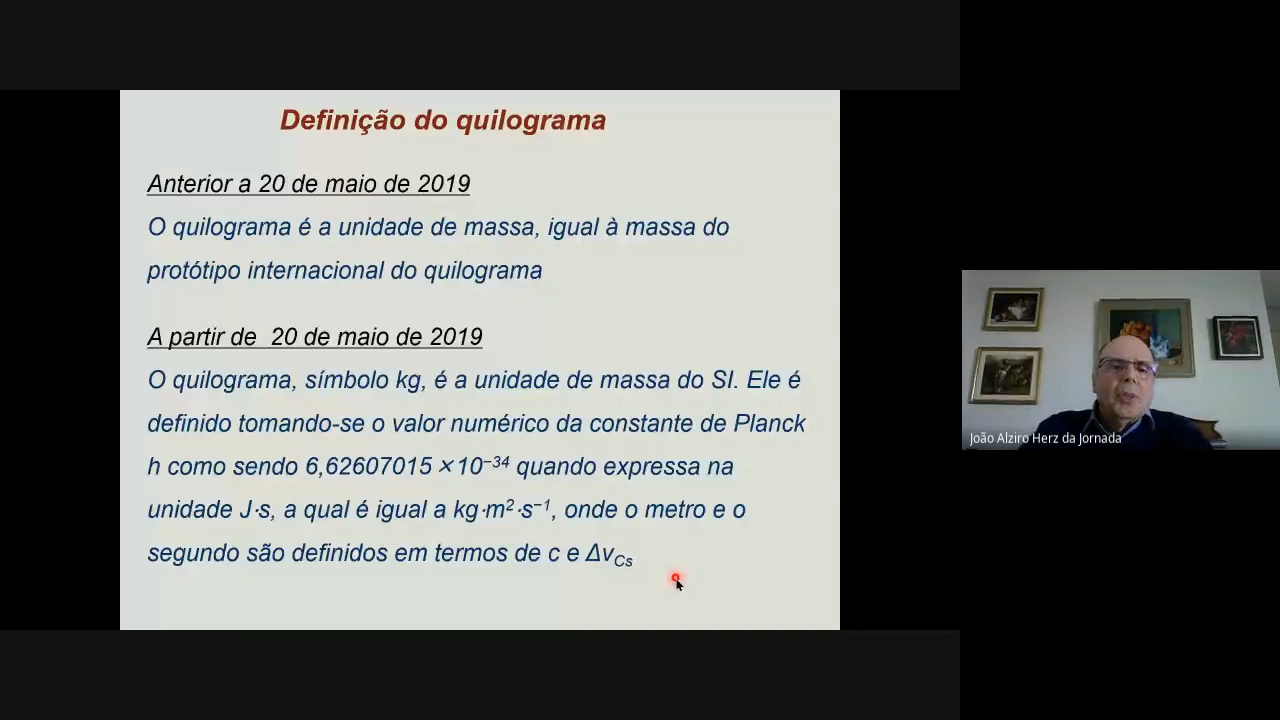 Definição do quilograma
Anterior a 20 de maio de 2019
O quilograma é a unidade de massa, igual à massa do
protótipo internacional do quilograma
A partir de  20 de maio de 2019
O quilograma, símbolo kg, é a unidade de massa do SI. Ele é
definido tomando-se o valor numérico da constante de Planck
h como sendo 6,62607015 ×10⁻³⁴ quando expressa na
unidade J·s, a qual é igual a kg·m²·s⁻¹, onde o metro e o
segundo são definidos em termos de c e Δν_Cs
João Alziro Herz da Jornada